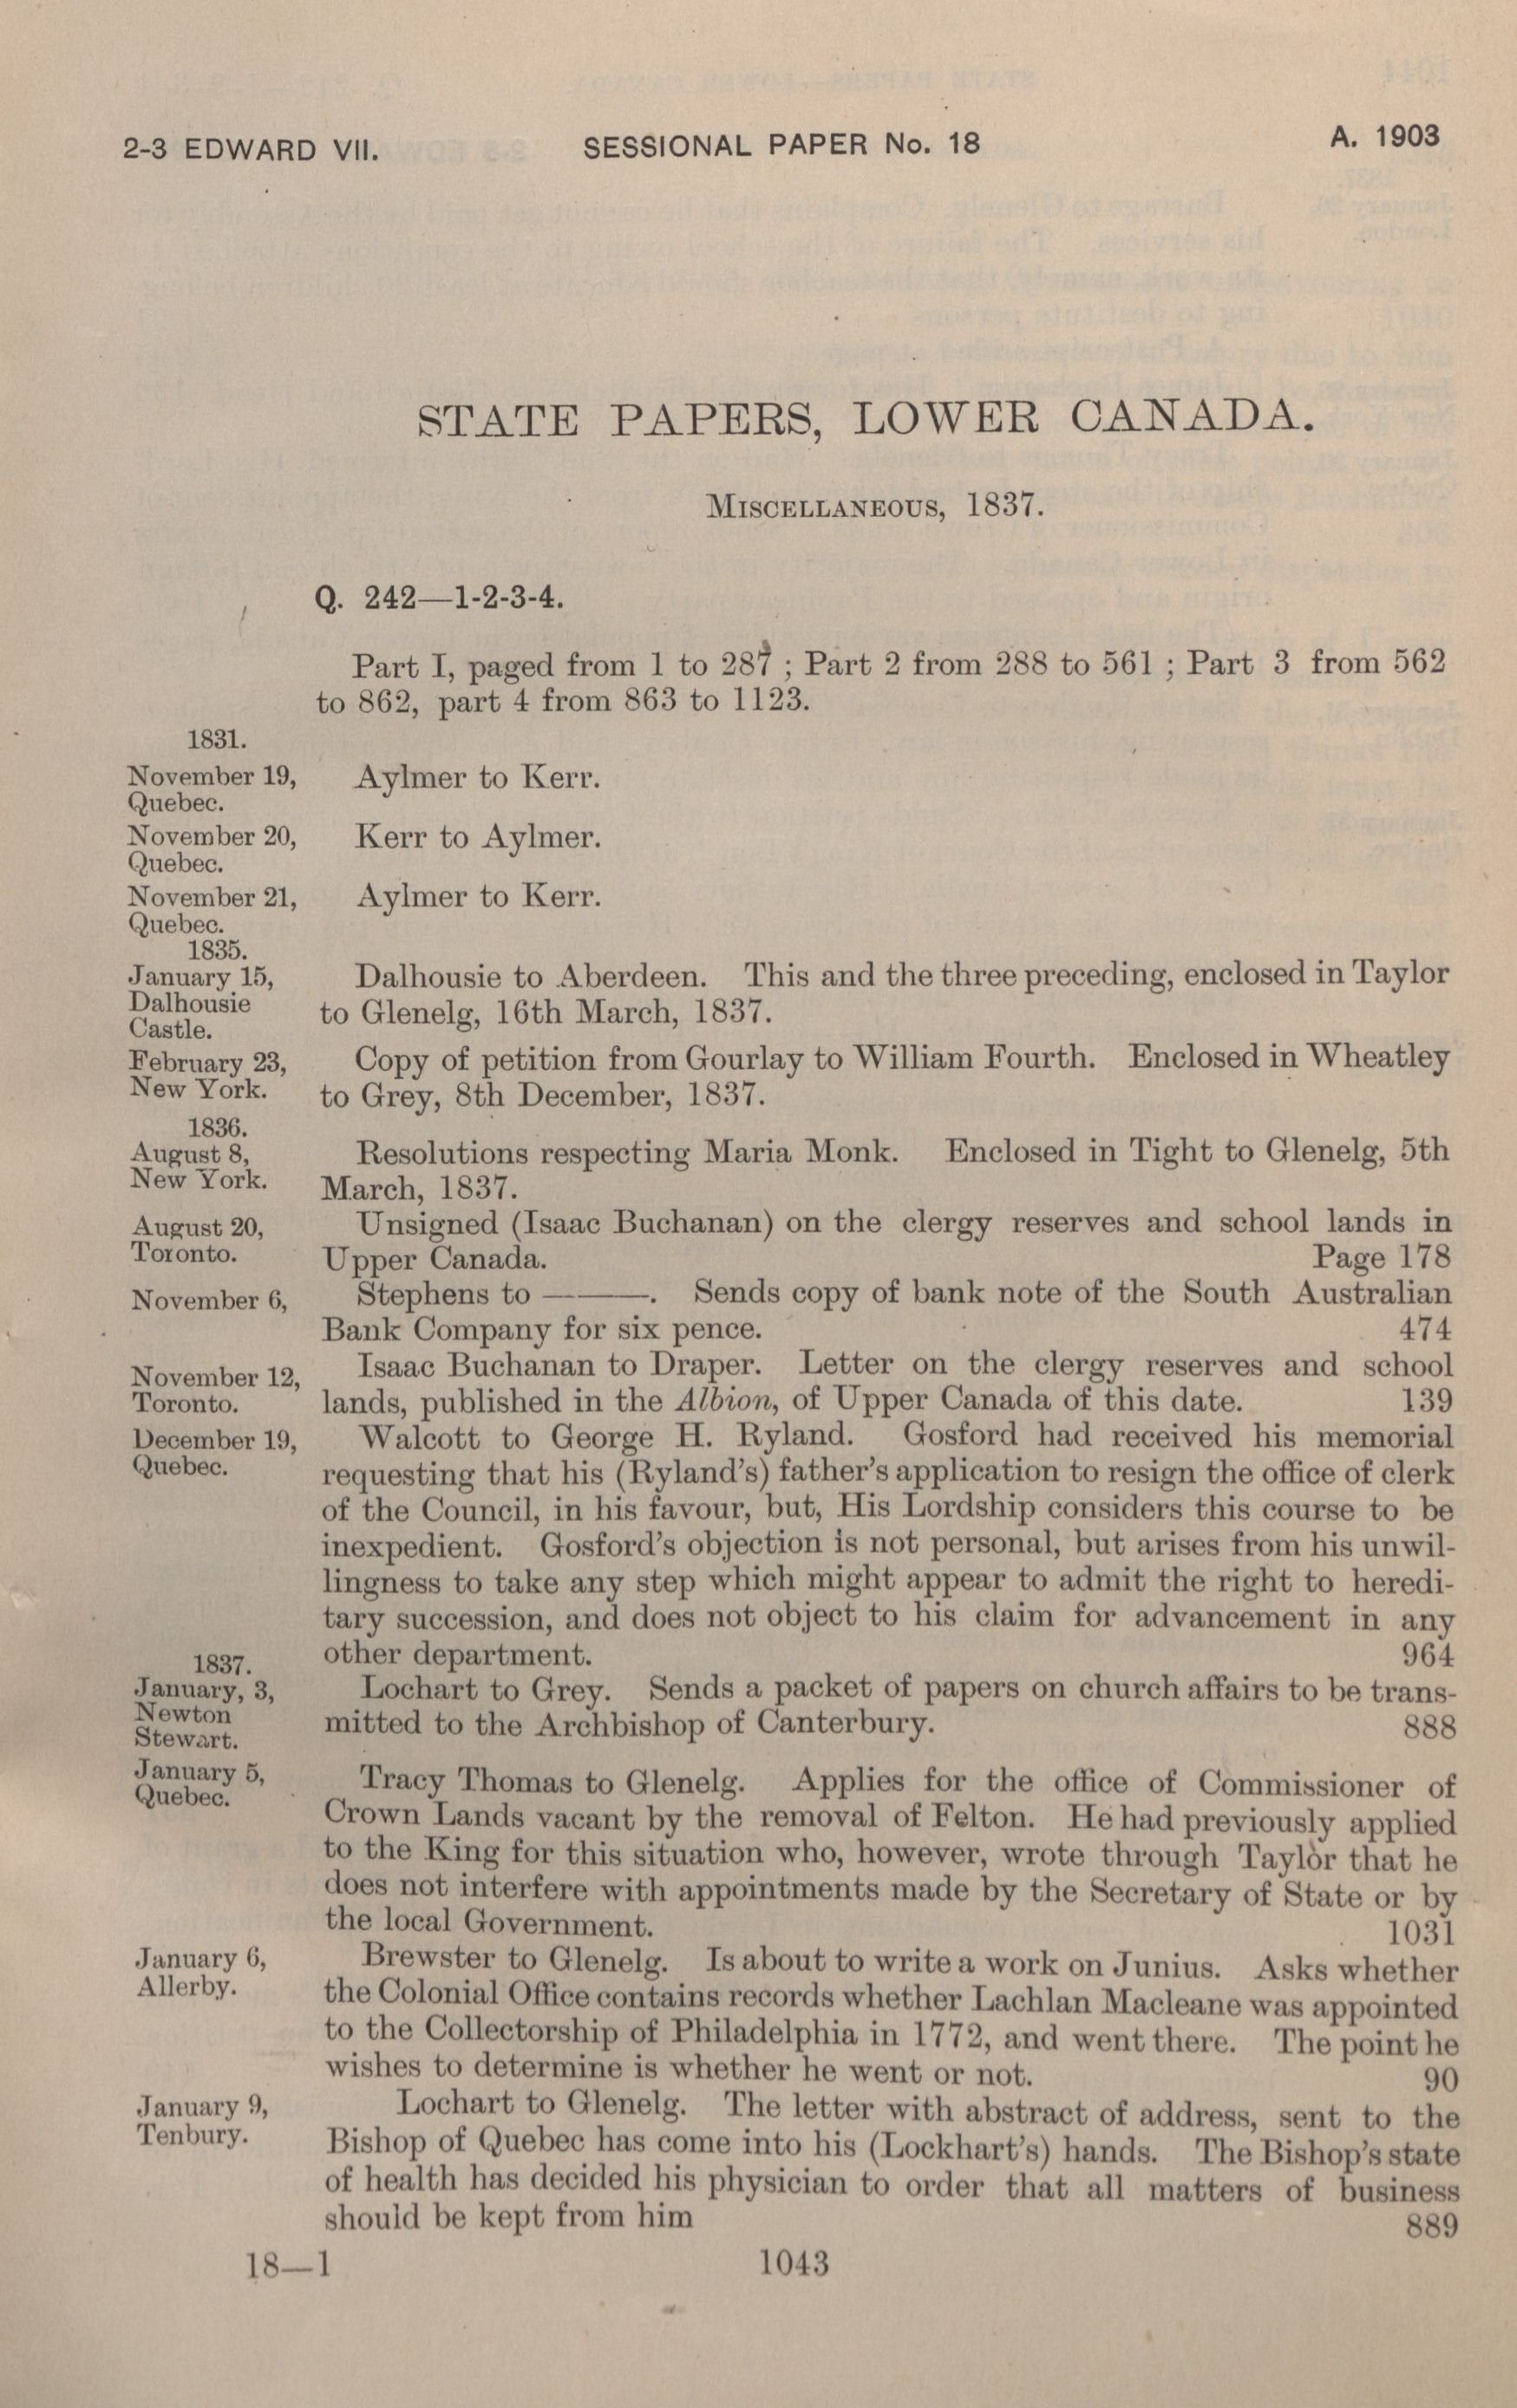 2-3 EDWARD VII. SESSIONAL PAPER No. 18 A. 1903
STATE PAPERS, LOWER CANADA.
MISCELLANEOUS, 1837.
Q. 242—1-2-3-4.
Part I, paged from 1 to 287 ; Part 2 from 288 to 561 ; Part 3 from 562
to 862, part 4 from 863 to 1123.
1831.
November 19,
Quebec.
Aylmer to Kerr.
November 20,
Quebec.
Kerr to Aylmer.
November 21,
Quebec.
Aylmer to Kerr.
1835.
January 15,
Dalhousie
Castle.
Dalhousie to Aberdeen. This and the three preceding, enclosed in Taylor
to Glenelg, 16th March, 1837.
February 23,
New York.
Copy of petition from Gourlay to William Fourth. Enclosed in Wheatley
to Grey, 8th December, 1837.
1836.
August 8,
New York.
Resolutions respecting Maria Monk. Enclosed in Tight to Glenelg, 5th
March, 1837.
August 20,
Toronto.
Unsigned (Isaac Buchanan) on the clergy reserves and school lands in
Upper Canada. Page 178
November 6,
Stephens to ———. Sends copy of bank note of the South Australian
Bank Company for six pence. 474
November 12,
Toronto.
Isaac Buchanan to Draper. Letter on the clergy reserves and school
lands, published in the Albion, of Upper Canada of this date. 139
December 19,
Quebec.
Walcott to George H. Ryland. Gosford had received his memorial
requesting that his (Ryland's) father's application to resign the office of clerk
of the Council, in his favour, but, His Lordship considers this course to be
inexpedient. Gosford's objection is not personal, but arises from his unwil-
lingness to take any step which might appear to admit the right to heredi-
tary succession, and does not object to his claim for advancement in any
other department. 964
1837.
January, 3,
Newton
Stewart.
Lochart to Grey. Sends a packet of papers on church affairs to be trans-
mitted to the Archbishop of Canterbury. 888
January 5,
Quebec.
Tracy Thomas to Glenelg. Applies for the office of Commissioner of
Crown Lands vacant by the removal of Felton. He had previously applied
to the King for this situation who, however, wrote through Taylor that he
does not interfere with appointments made by the Secretary of State or by
the local Government. 1031
January 6,
Allerby.
Brewster to Glenelg. Is about to write a work on Junius. Asks whether
the Colonial Office contains records whether Lachlan Macleane was appointed
to the Collectorship of Philadelphia in 1772, and went there. The point he
wishes to determine is whether he went or not. 90
January 9,
Tenbury.
Lochart to Glenelg. The letter with abstract of address, sent to the
Bishop of Quebec has come into his (Lockhart's) hands. The Bishop's state
of health has decided his physician to order that all matters of business
should be kept from him 889
18—1 1043